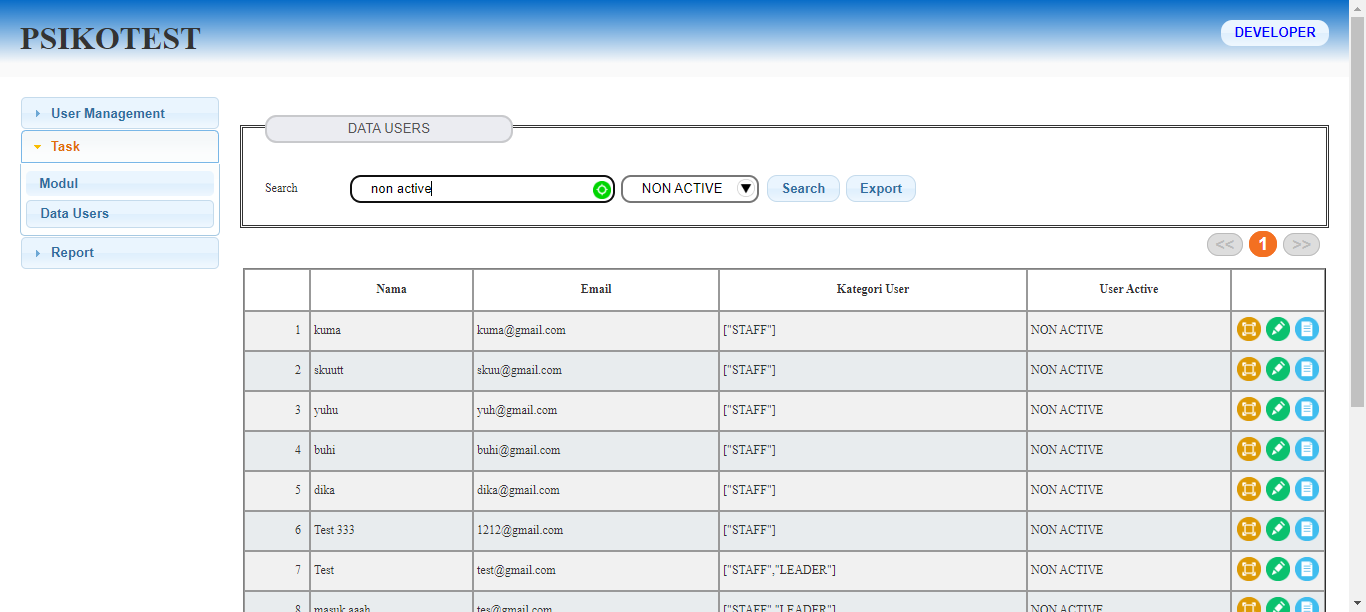 PSIKOTEST
DEVELOPER
User Management
Task
Modul
Data Users
Report
DATA USERS
Search non active NON ACTIVE Search Export
<< 1 >>
Nama Email Kategori User User Active
1 kuma kuma@gmail.com ["STAFF"] NON ACTIVE
2 skuutt skuu@gmail.com ["STAFF"] NON ACTIVE
3 yuhu yuh@gmail.com ["STAFF"] NON ACTIVE
4 buhi buhi@gmail.com ["STAFF"] NON ACTIVE
5 dika dika@gmail.com ["STAFF"] NON ACTIVE
6 Test 333 1212@gmail.com ["STAFF"] NON ACTIVE
7 Test test@gmail.com ["STAFF","LEADER"] NON ACTIVE
8 masuk aaah tes@gmail.com ["STAFF","LEADER"] NON ACTIVE